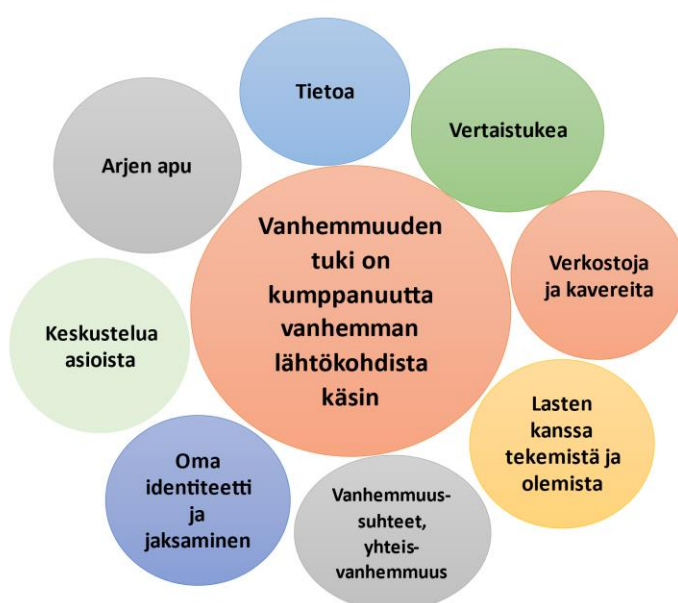 Tietoa
Vertaistukea
Arjen apu
Vanhemmuuden
tuki on
kumppanuutta
vanhemman
lähtökohdista
käsin
Verkostoja
ja kavereita
Keskustelua
asioista
Lasten
kanssa
tekemistä ja
olemista
Oma
identiteetti
ja
jaksaminen
Vanhemmuus-
suhteet,
yhteis-
vanhemmuus